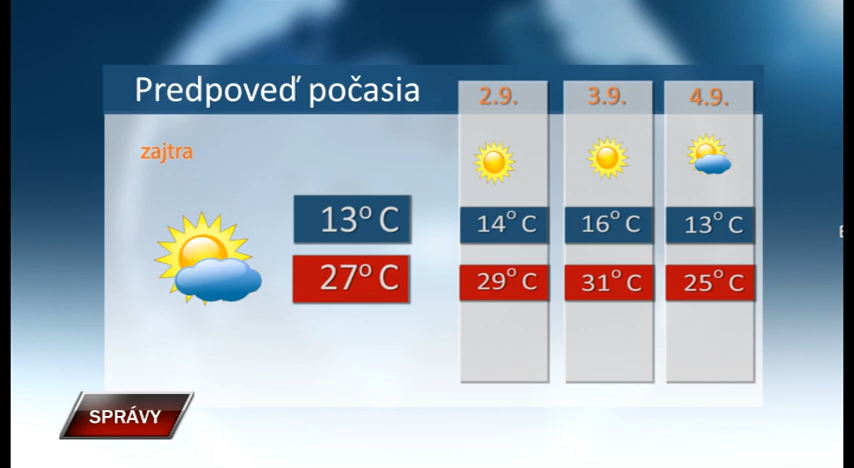 Predpoveď počasia
zajtra
13° C
27° C
2.9.
14° C
29° C
3.9.
16° C
31° C
4.9.
13° C
25° C
SPRÁVY